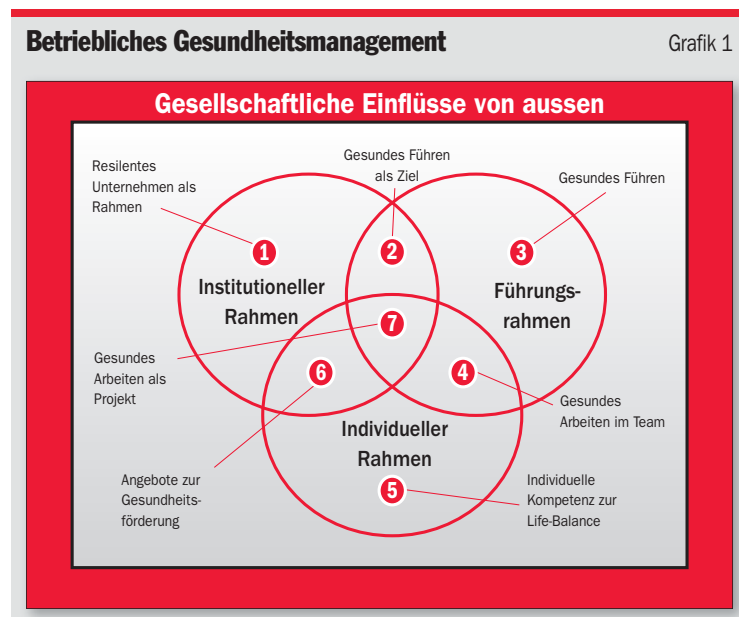 Betriebliches Gesundheitsmanagement
Grafik 1
Gesellschaftliche Einflüsse von aussen
Resilentes
Unternehmen als
Rahmen
Gesundes Führen
als Ziel
Gesundes Führen
1
2
3
Institutioneller
Rahmen
Führungs-
rahmen
7
Gesundes
Arbeiten als
Projekt
6
4
Gesundes
Arbeiten im Team
Individueller
Rahmen
5
Angebote zur
Gesundheits-
förderung
Individuelle
Kompetenz zur
Life-Balance